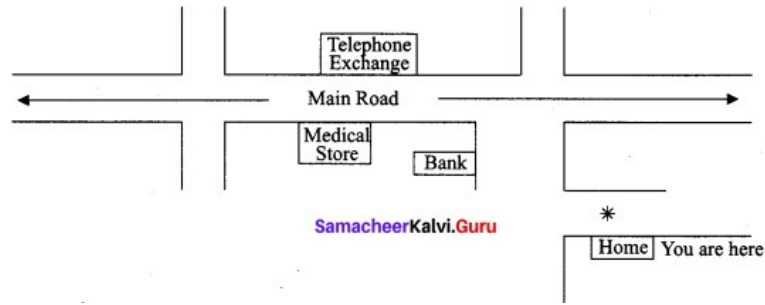 Telephone
Exchange
Main Road
Medical
Store
Bank
SamacheerKalvi.Guru
Home You are here